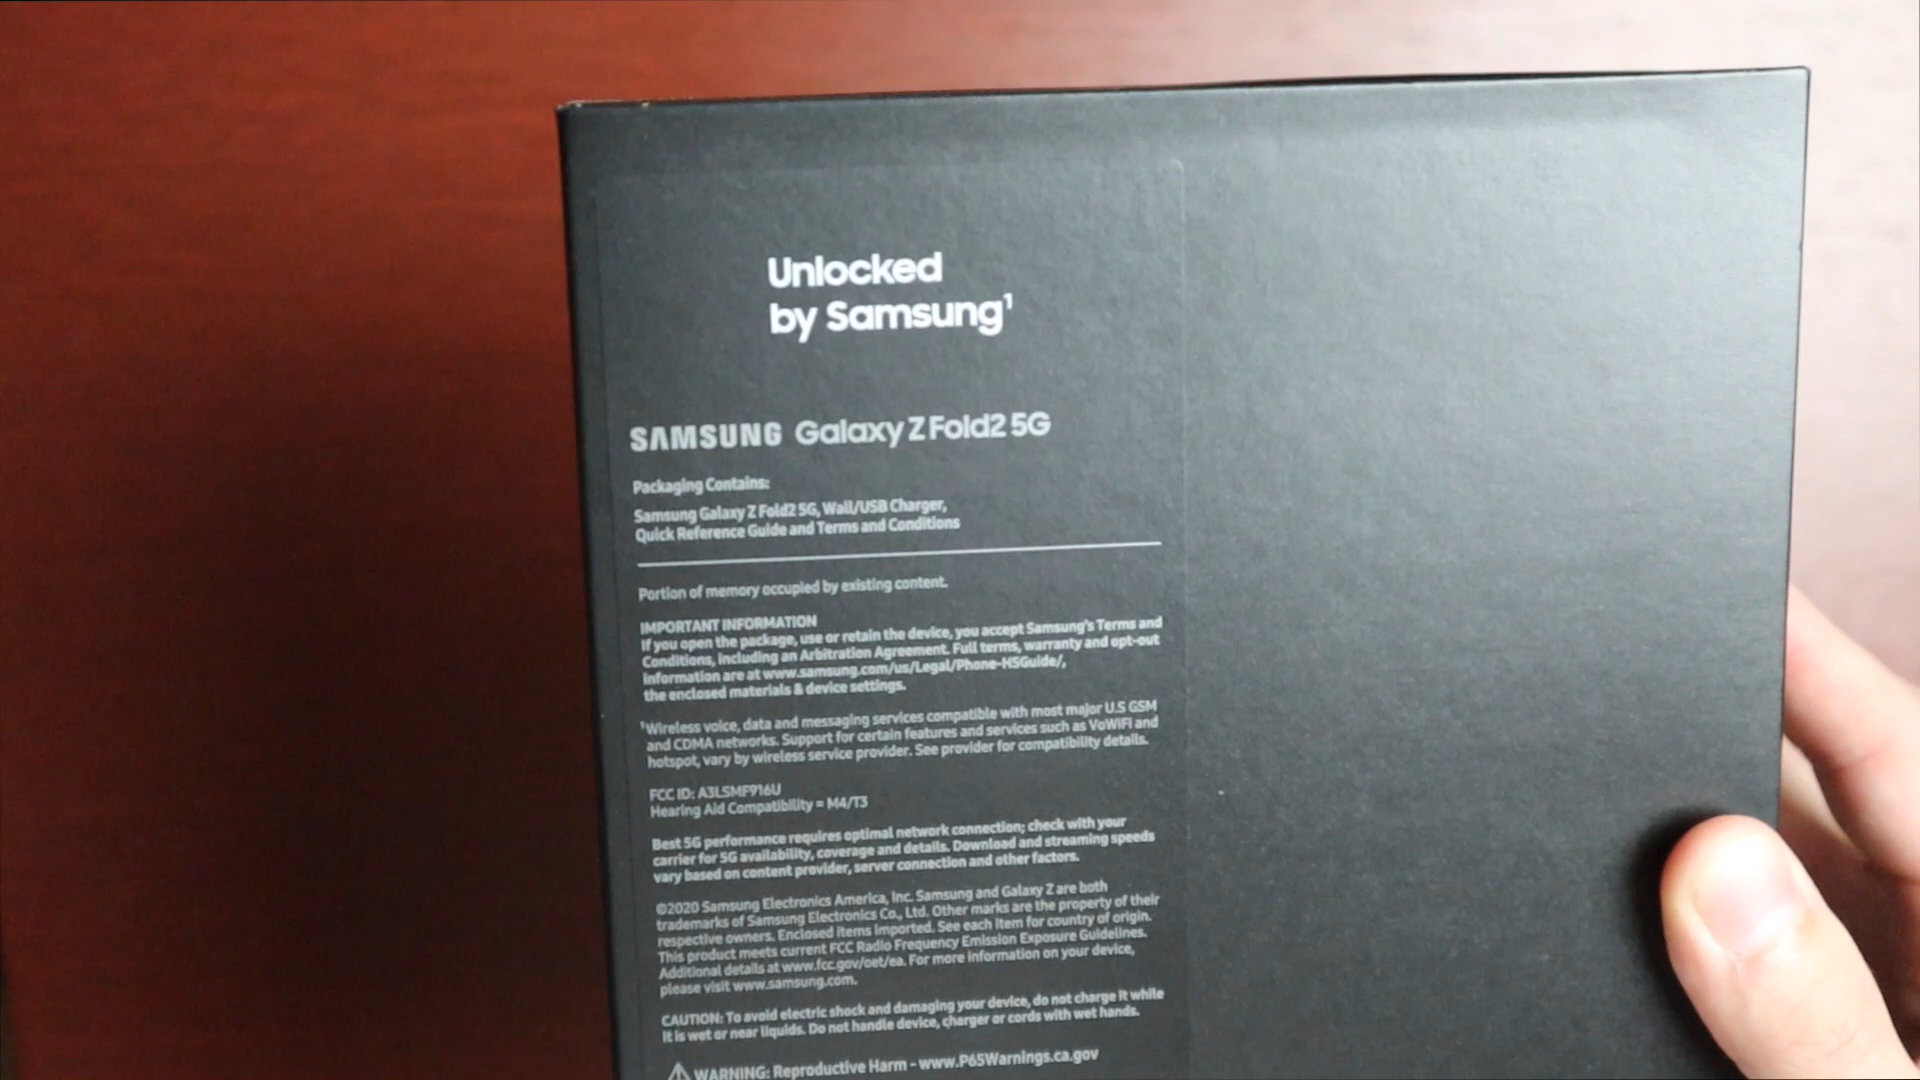 Unlocked
by Samsung¹
SAMSUNG Galaxy Z Fold2 5G
Packaging Contains:
Samsung Galaxy Z Fold2 5G, Wall/USB Charger,
Quick Reference Guide and Terms and Conditions
Portion of memory occupied by existing content.
IMPORTANT INFORMATION
If you open the package, use or retain the device, you accept Samsung's Terms and
Conditions, including an Arbitration Agreement. Full terms, warranty and opt-out
information are at www.samsung.com/us/Legal/Phone-HSGuide/,
the enclosed materials & device settings.
¹Wireless voice, data and messaging services compatible with most major U.S GSM
and CDMA networks. Support for certain features and services such as VoWiFi and
hotspot, vary by wireless service provider. See provider for compatibility details.
FCC ID: A3LSMF916U
Hearing Aid Compatibility = M4/T3
Best 5G performance requires optimal network connection; check with your
carrier for 5G availability, coverage and details. Download and streaming speeds
vary based on content provider, server connection and other factors.
©2020 Samsung Electronics America, Inc. Samsung and Galaxy Z are both
trademarks of Samsung Electronics Co., Ltd. Other marks are the property of their
respective owners. Enclosed items imported. See each item for country of origin.
This product meets current FCC Radio Frequency Emission Exposure Guidelines.
Additional details at www.fcc.gov/oet/ea. For more information on your device,
please visit www.samsung.com.
CAUTION: To avoid electric shock and damaging your device, do not charge it while
it is wet or near liquids. Do not handle device, charger or cords with wet hands.
WARNING: Reproductive Harm - www.P65Warnings.ca.gov